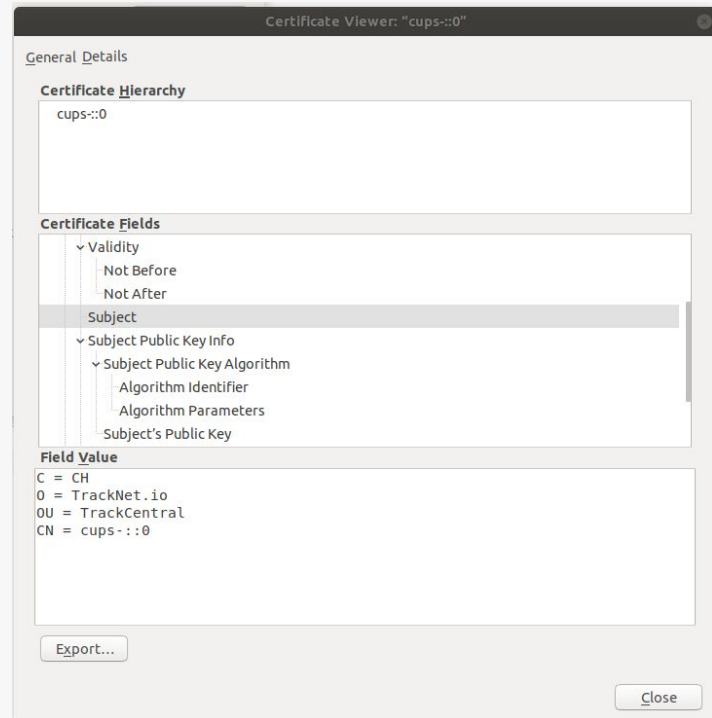 Certificate Viewer: “cups-::0”
General Details
Certificate Hierarchy
cups-::0
Certificate Fields
Validity
Not Before
Not After
Subject
Subject Public Key Info
Subject Public Key Algorithm
Algorithm Identifier
Algorithm Parameters
Subject’s Public Key
Field Value
C = CH
O = TrackNet.io
OU = TrackCentral
CN = cups-::0
Export...
Close